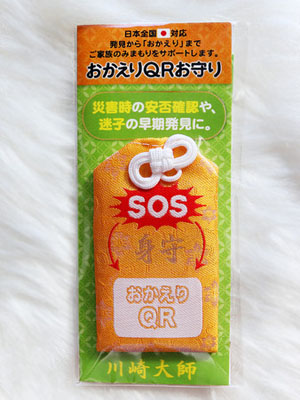 日本全国🇯🇵対応
発見から「おかえり」まで
ご家族のみまもりをサポートします。
おかえりQRお守り
災害時の安否確認や、
迷子の早期発見に。
SOS
身守
おかえり
QR
川崎大師